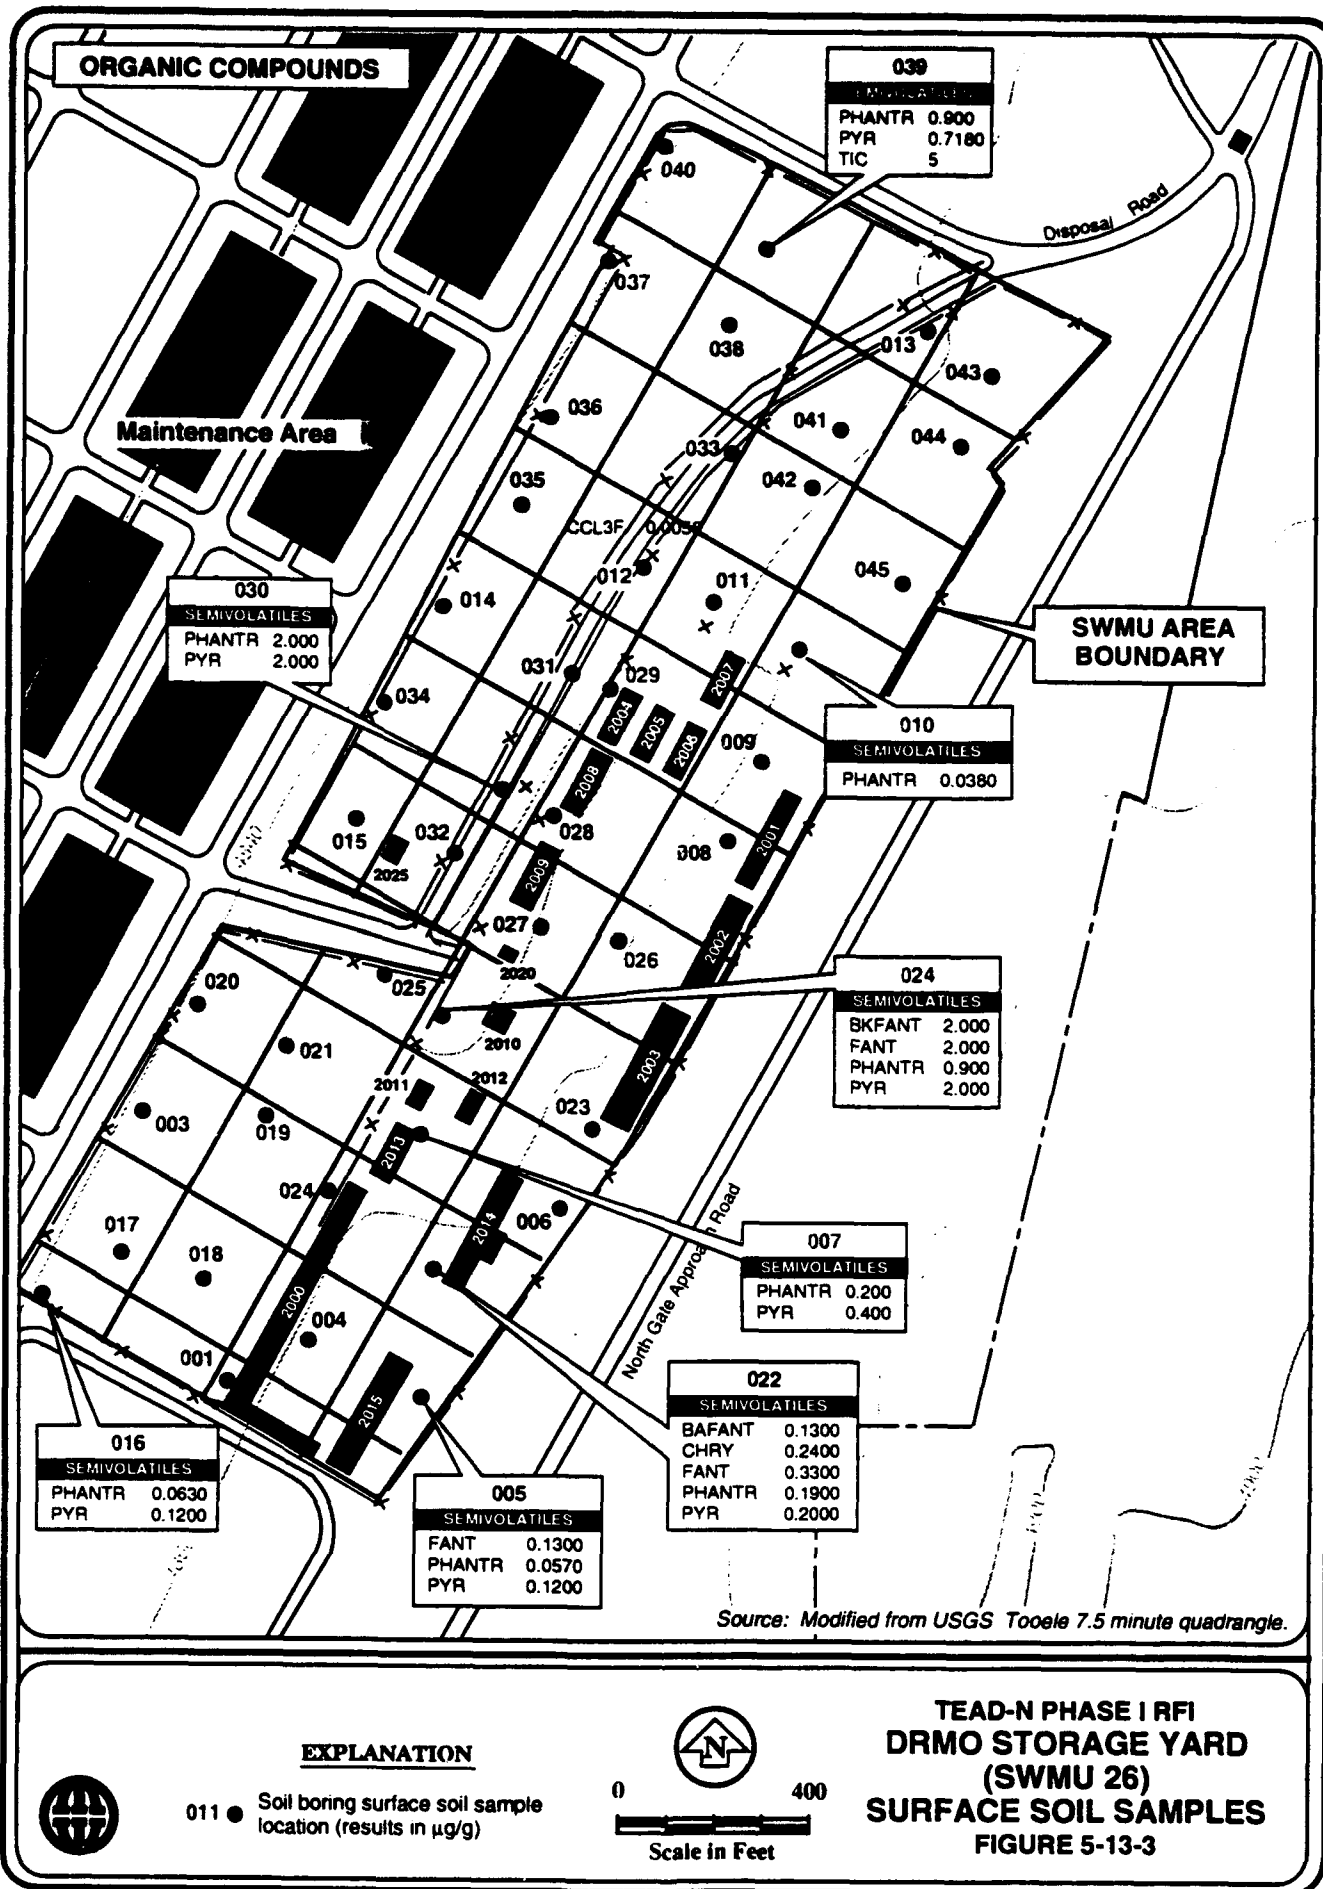 ORGANIC COMPOUNDS
039
SEMIVOLATILES
PHANTR 0.900
PYR 0.7180
TIC 5
040
Disposal Road
037
038
013
043
036
041
044
Maintenance Area
033
035
042
CCL3F
012
011
045
030
SEMIVOLATILES
PHANTR 2.000
PYR 2.000
014
SWMU AREA
BOUNDARY
031
029
2007
034
2004
2005
2006
009
010
SEMIVOLATILES
PHANTR 0.0380
2008
015
032
028
008
2001
2025
2009
027
026
2002
2020
020
025
024
SEMIVOLATILES
BKFANT 2.000
FANT 2.000
PHANTR 0.900
PYR 2.000
021
2010
2003
2011
2012
003
019
023
2013
024
006
2014
North Gate Approach Road
007
SEMIVOLATILES
PHANTR 0.200
PYR 0.400
017
018
2000
004
001
2015
022
SEMIVOLATILES
BAFANT 0.1300
CHRY 0.2400
FANT 0.3300
PHANTR 0.1900
PYR 0.2000
016
SEMIVOLATILES
PHANTR 0.0630
PYR 0.1200
005
SEMIVOLATILES
FANT 0.1300
PHANTR 0.0570
PYR 0.1200
Source: Modified from USGS Tooele 7.5 minute quadrangle.
EXPLANATION
011 Soil boring surface soil sample
location (results in µg/g)
N
0 400
Scale in Feet
TEAD-N PHASE I RFI
DRMO STORAGE YARD
(SWMU 26)
SURFACE SOIL SAMPLES
FIGURE 5-13-3